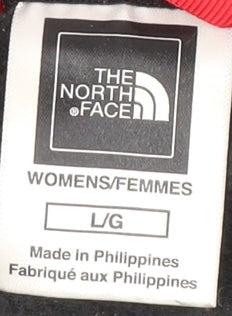 THE
NORTH
®FACE
WOMENS/FEMMES
L/G
Made in Philippines
Fabriqué aux Philippines